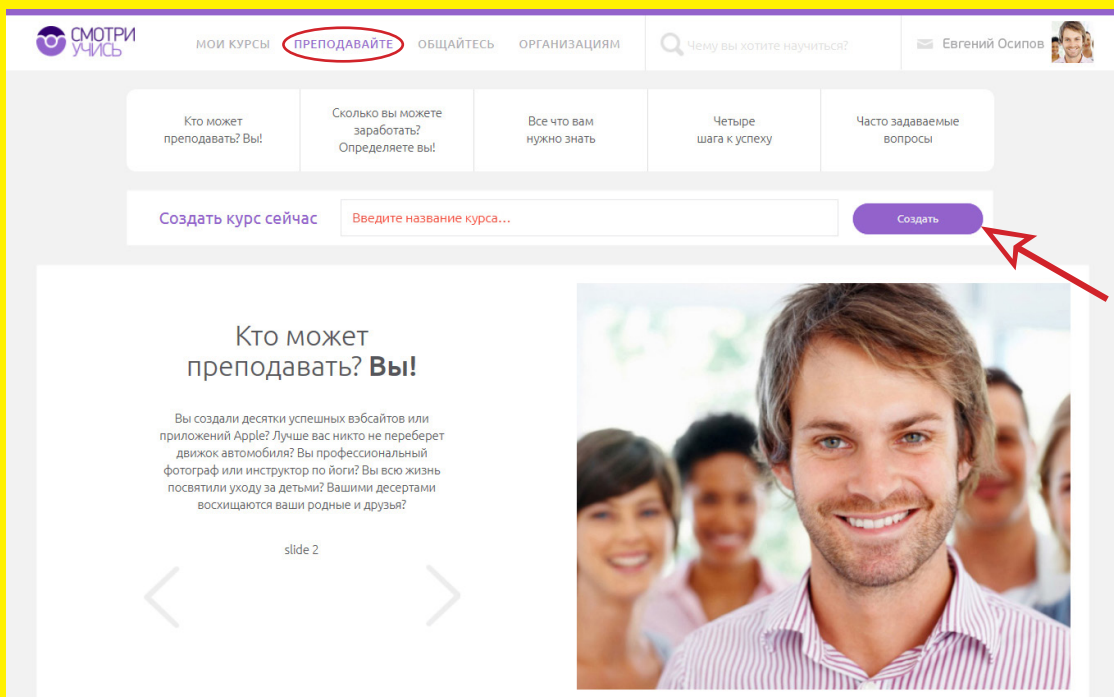 СМОТРИ
УЧИСЬ
МОИ КУРСЫ ПРЕПОДАВАЙТЕ ОБЩАЙТЕСЬ ОРГАНИЗАЦИЯМ Чему вы хотите научиться? Евгений Осипов
Кто может
преподавать? Вы!
Сколько вы можете
заработать?
Определяете вы!
Все что вам
нужно знать
Четыре
шага к успеху
Часто задаваемые
вопросы
Создать курс сейчас Введите название курса... Создать
Кто может
преподавать? Вы!
Вы создали десятки успешных вэбсайтов или
приложений Apple? Лучше вас никто не переберет
движок автомобиля? Вы профессиональный
фотограф или инструктор по йоги? Вы всю жизнь
посвятили уходу за детьми? Вашими десертами
восхищаются ваши родные и друзья?
slide 2